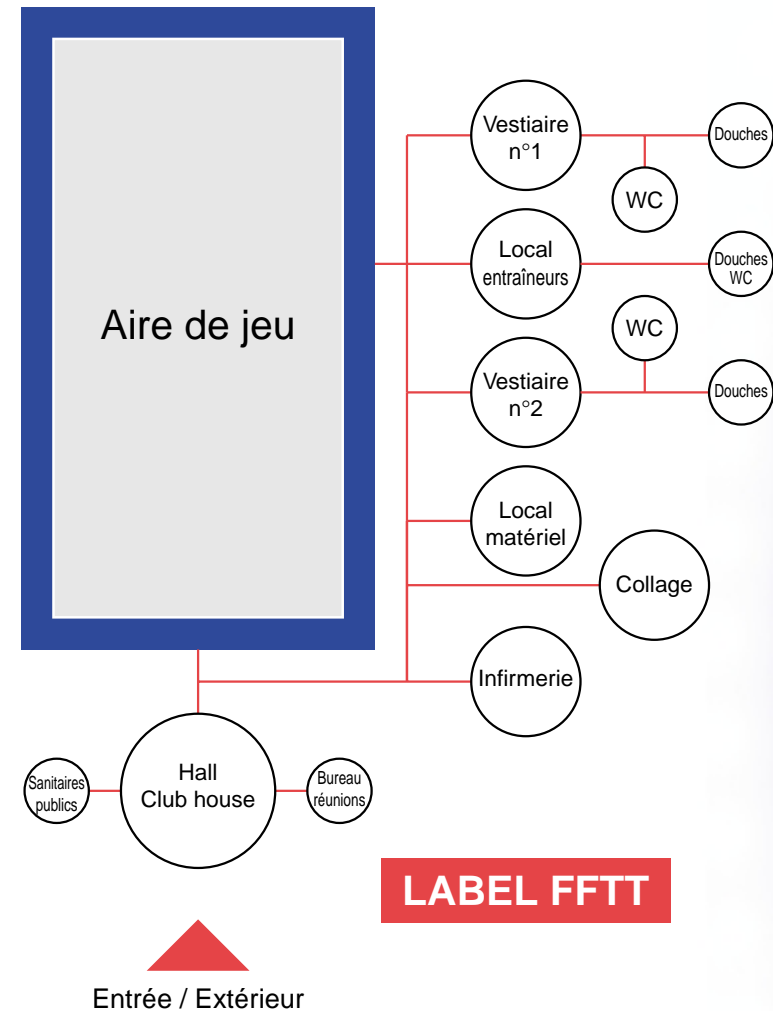 Aire de jeu
Vestiaire
n°1
WC
Douches
Local
entraîneurs
Douches
WC
WC
Vestiaire
n°2
Douches
Local
matériel
Collage
Infirmerie
Sanitaires
publics
Hall
Club house
Bureau
réunions
LABEL FFTT
Entrée / Extérieur